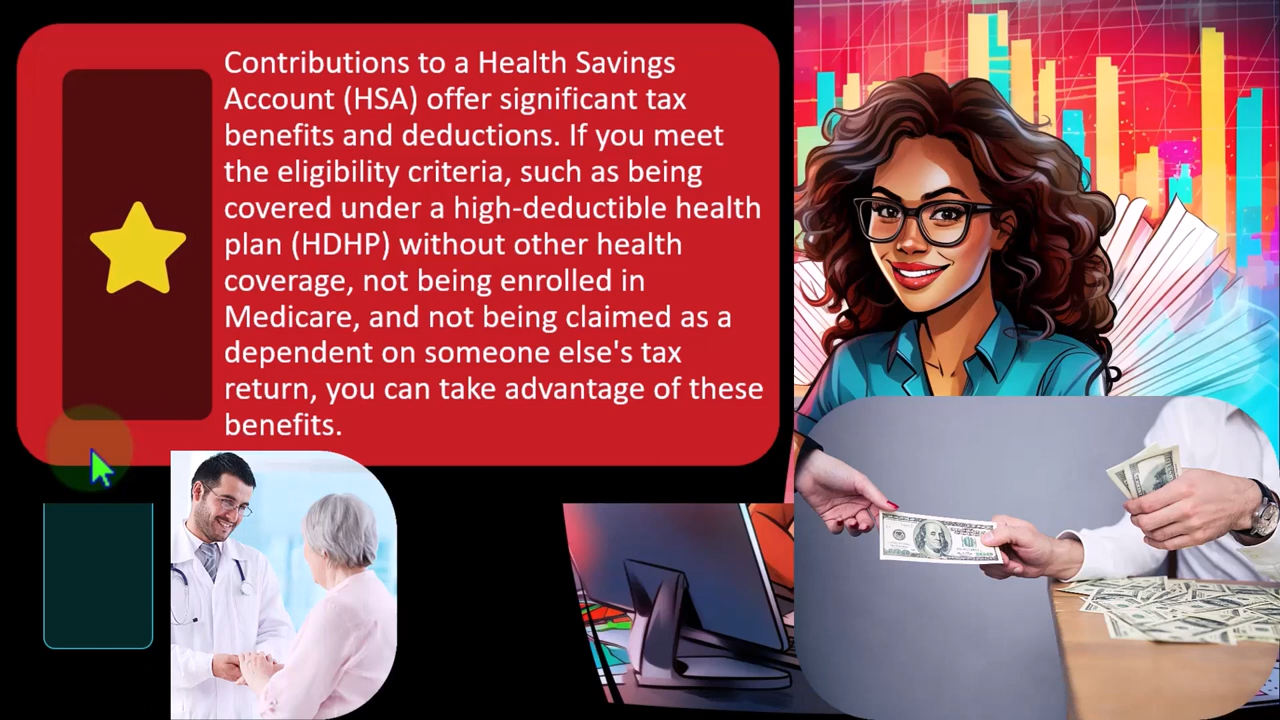 Contributions to a Health Savings
Account (HSA) offer significant tax
benefits and deductions. If you meet
the eligibility criteria, such as being
covered under a high-deductible health
plan (HDHP) without other health
coverage, not being enrolled in
Medicare, and not being claimed as a
dependent on someone else's tax
return, you can take advantage of these
benefits.